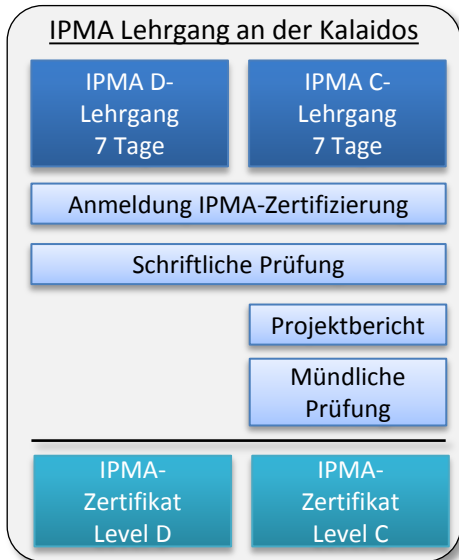 IPMA Lehrgang an der Kalaidos
IPMA D-
Lehrgang
7 Tage
IPMA C-
Lehrgang
7 Tage
Anmeldung IPMA-Zertifizierung
Schriftliche Prüfung
Projektbericht
Mündliche
Prüfung
IPMA-
Zertifikat
Level D
IPMA-
Zertifikat
Level C